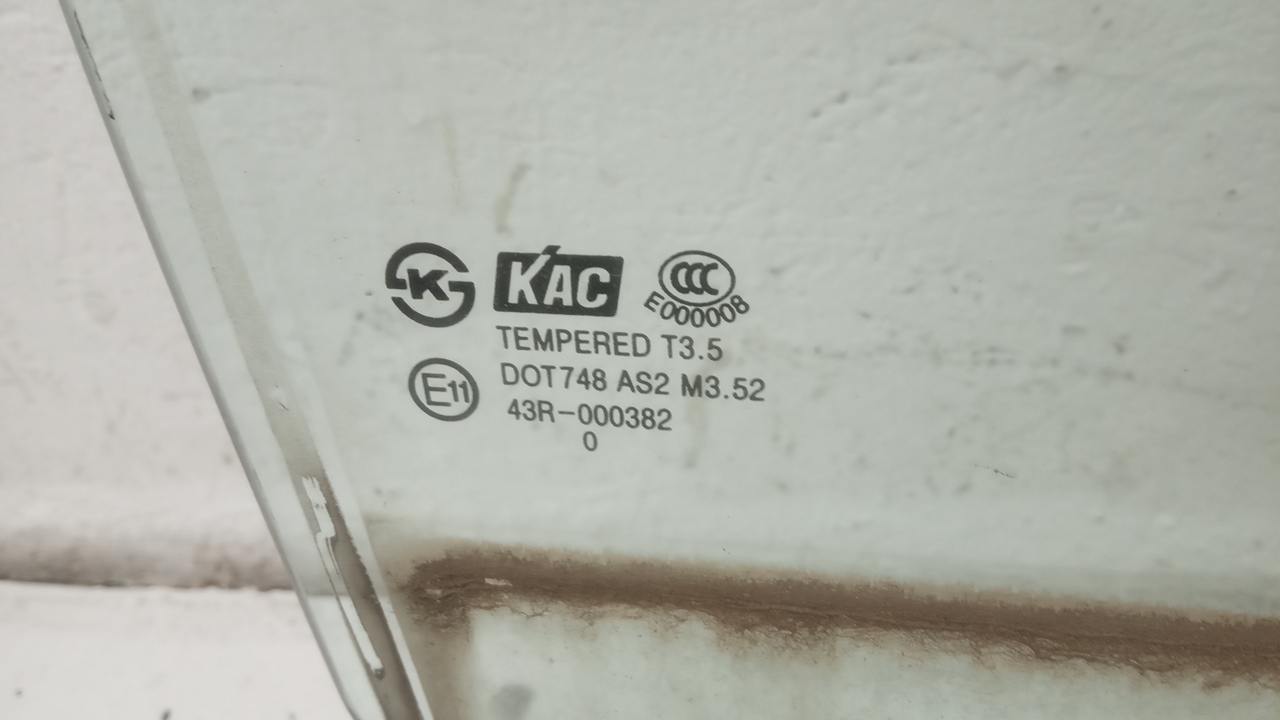 K KAC CCC
E000008
TEMPERED T3.5
E11 DOT748 AS2 M3.52
43R-000382
0